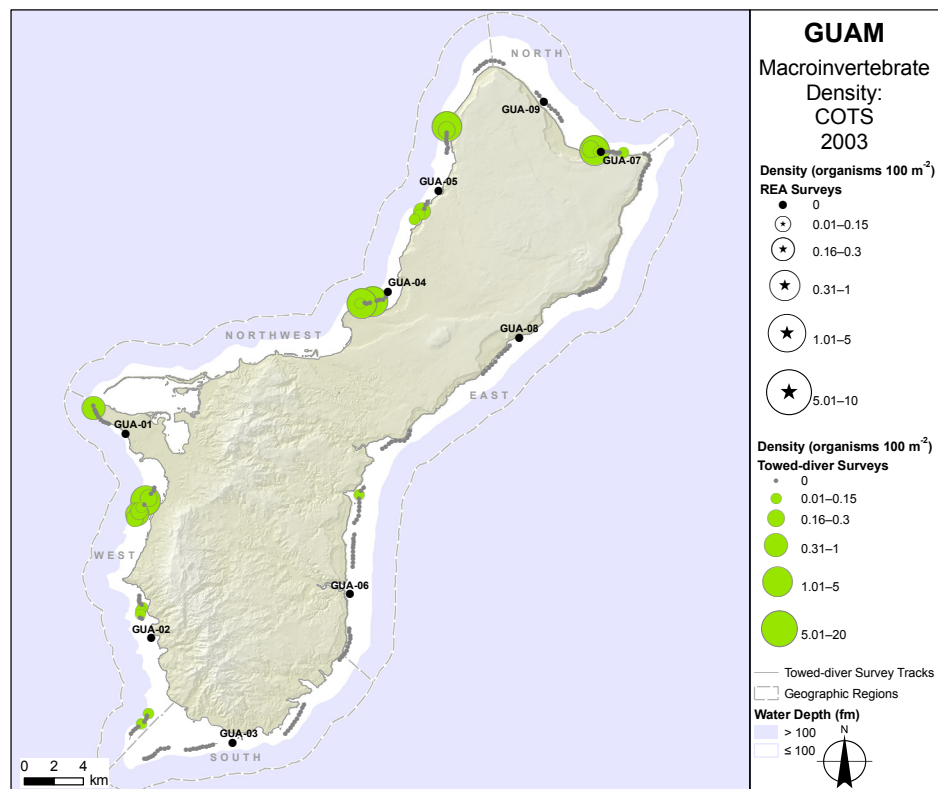 NORTH
GUA-09
GUA-07
GUA-05
GUA-04
NORTHWEST
GUA-08
EAST
GUA-01
WEST
GUA-06
GUA-02
GUA-03
SOUTH
0 2 4
km
GUAM
Macroinvertebrate
Density:
COTS
2003
Density (organisms 100 m-2)
REA Surveys
0
0.01–0.15
0.16–0.3
0.31–1
1.01–5
5.01–10
Density (organisms 100 m-2)
Towed-diver Surveys
0
0.01–0.15
0.16–0.3
0.31–1
1.01–5
5.01–20
Towed-diver Survey Tracks
Geographic Regions
Water Depth (fm)
> 100
≤ 100
N